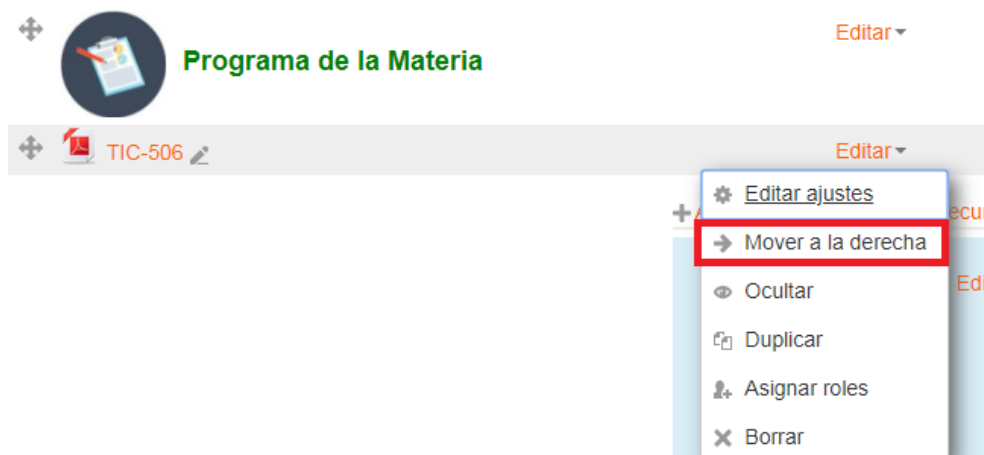 Editar
Programa de la Materia
TIC-506
Editar
Editar ajustes
Mover a la derecha
Ocultar
Duplicar
Asignar roles
Borrar